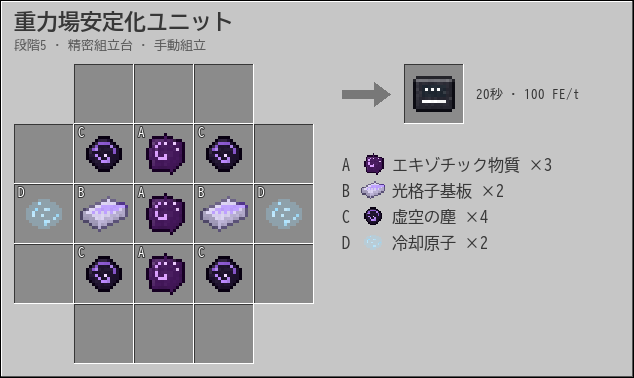 重力場安定化ユニット
段階5 · 精密組立台 · 手動組立
20秒 · 100 FE/t
C A C
D B A B D
C A C
A エキゾチック物質 ×3
B 光格子基板 ×2
C 虚空の塵 ×4
D 冷却原子 ×2